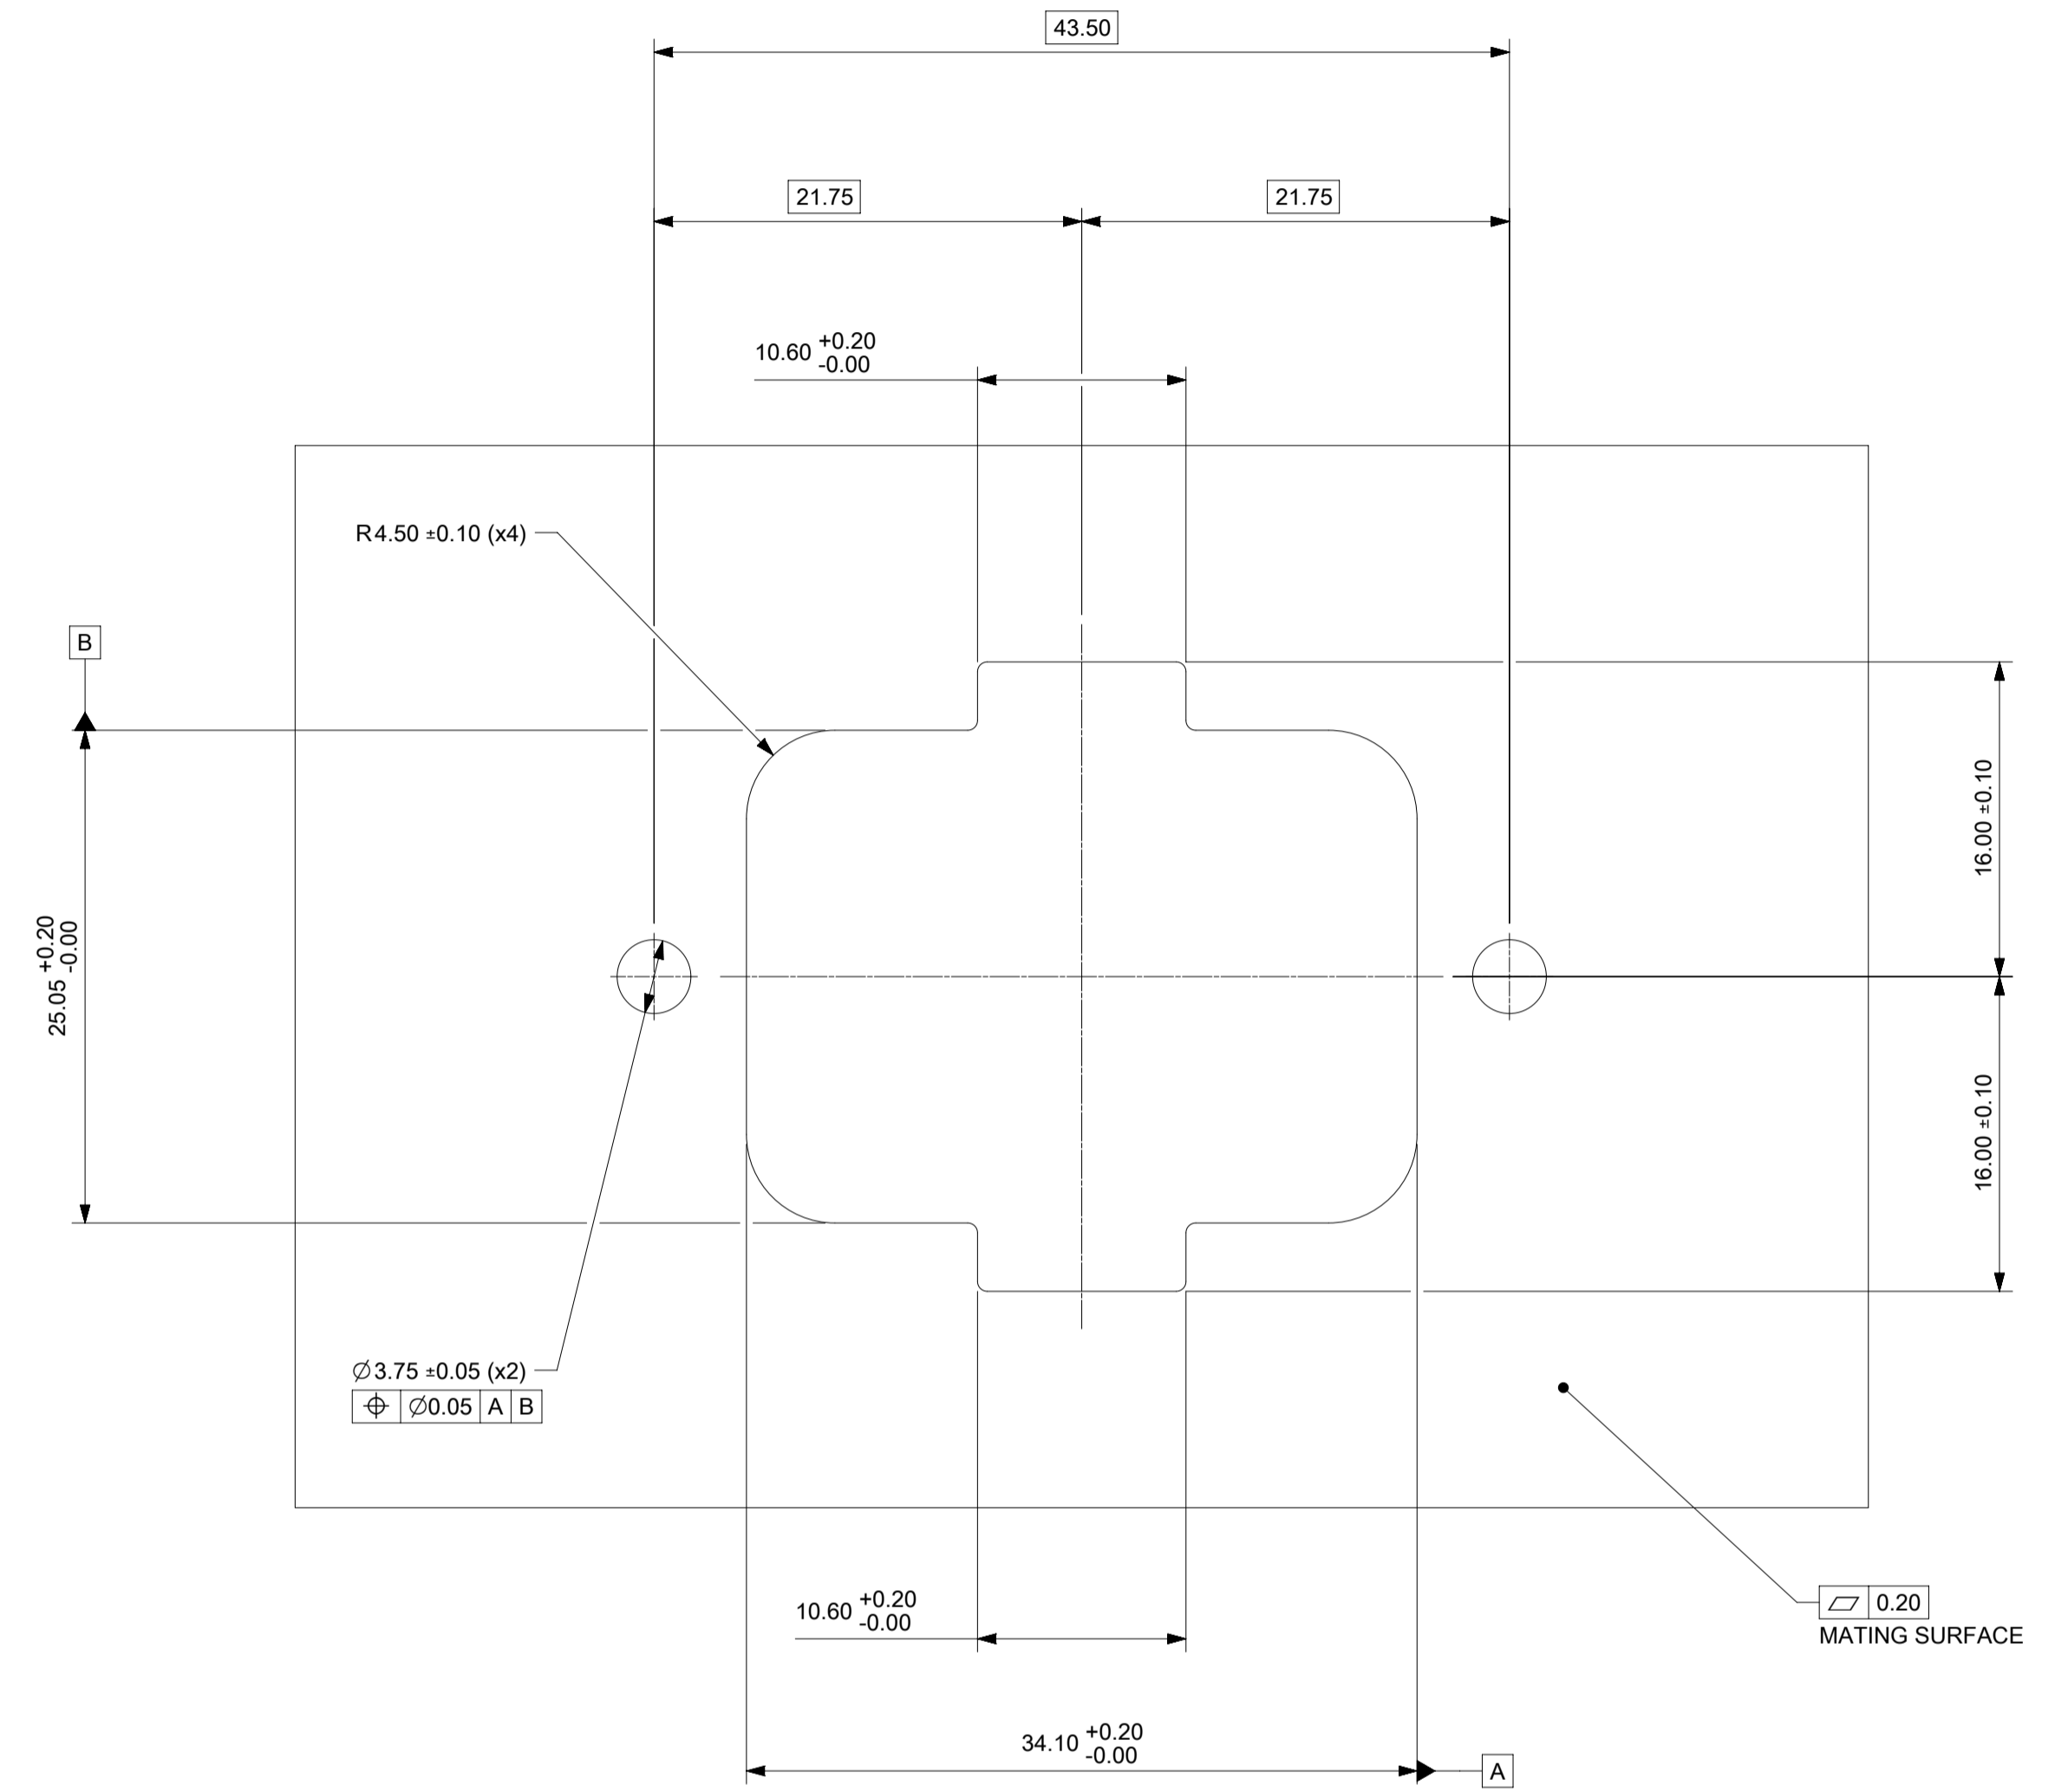 43.50
21.75
21.75
10.60 +0.20
-0.00
R4.50 ±0.10 (x4)
B
16.00 ±0.10
25.05 +0.20
-0.00
16.00 ±0.10
⌀3.75 ±0.05 (x2)
⌖ ⌀0.05 A B
10.60 +0.20
-0.00
⏥ 0.20
MATING SURFACE
34.10 +0.20
-0.00
A